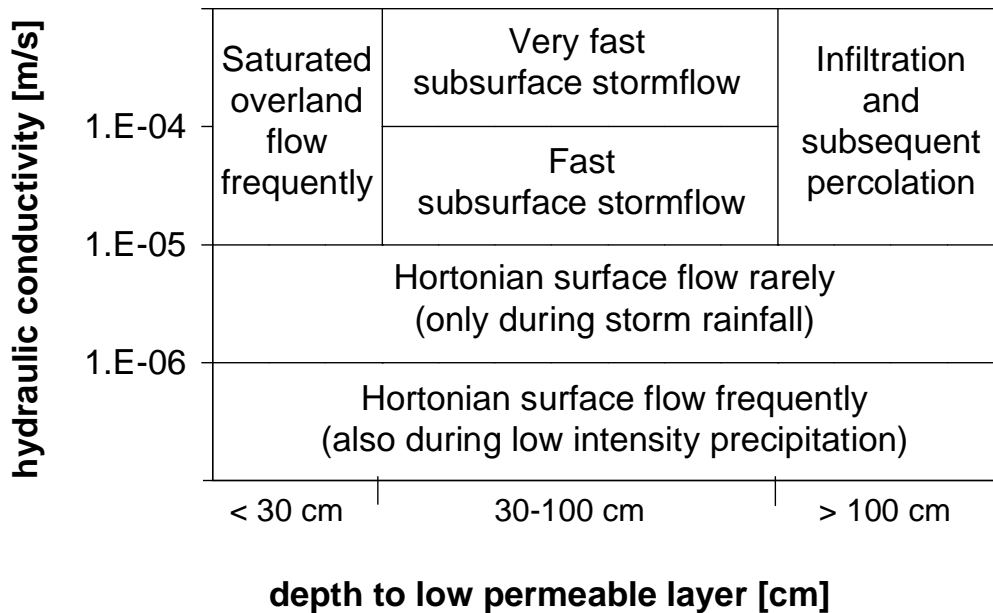 hydraulic conductivity [m/s]
1.E-04
1.E-05
1.E-06
Saturated
overland
flow
frequently
Very fast
subsurface stormflow
Fast
subsurface stormflow
Infiltration
and
subsequent
percolation
Hortonian surface flow rarely
(only during storm rainfall)
Hortonian surface flow frequently
(also during low intensity precipitation)
< 30 cm
30-100 cm
> 100 cm
depth to low permeable layer [cm]